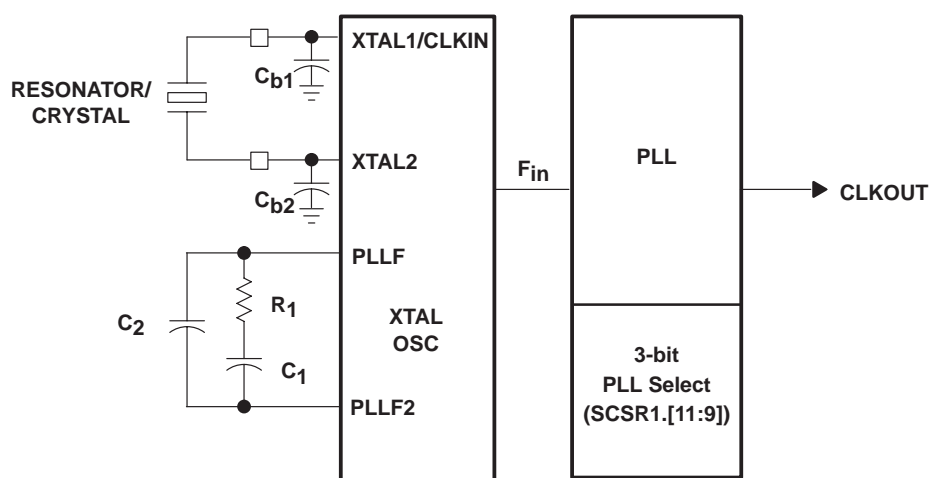 XTAL1/CLKIN
Cb1
RESONATOR/
CRYSTAL
XTAL2
Cb2
Fin
PLL
CLKOUT
PLLF
R1
C2
XTAL
OSC
C1
PLLF2
3-bit
PLL Select
(SCSR1.[11:9])